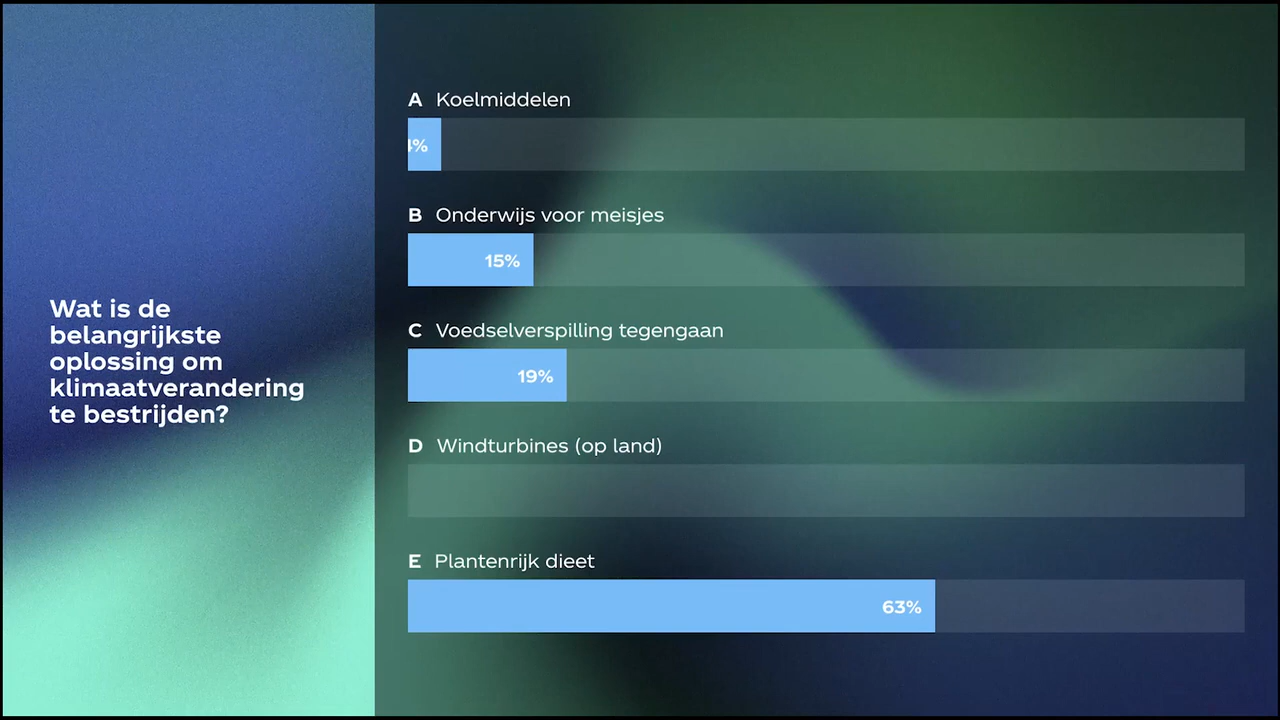 Wat is de
belangrijkste
oplossing om
klimaatverandering
te bestrijden?
A Koelmiddelen
4%
B Onderwijs voor meisjes
15%
C Voedselverspilling tegengaan
19%
D Windturbines (op land)
E Plantenrijk dieet
63%